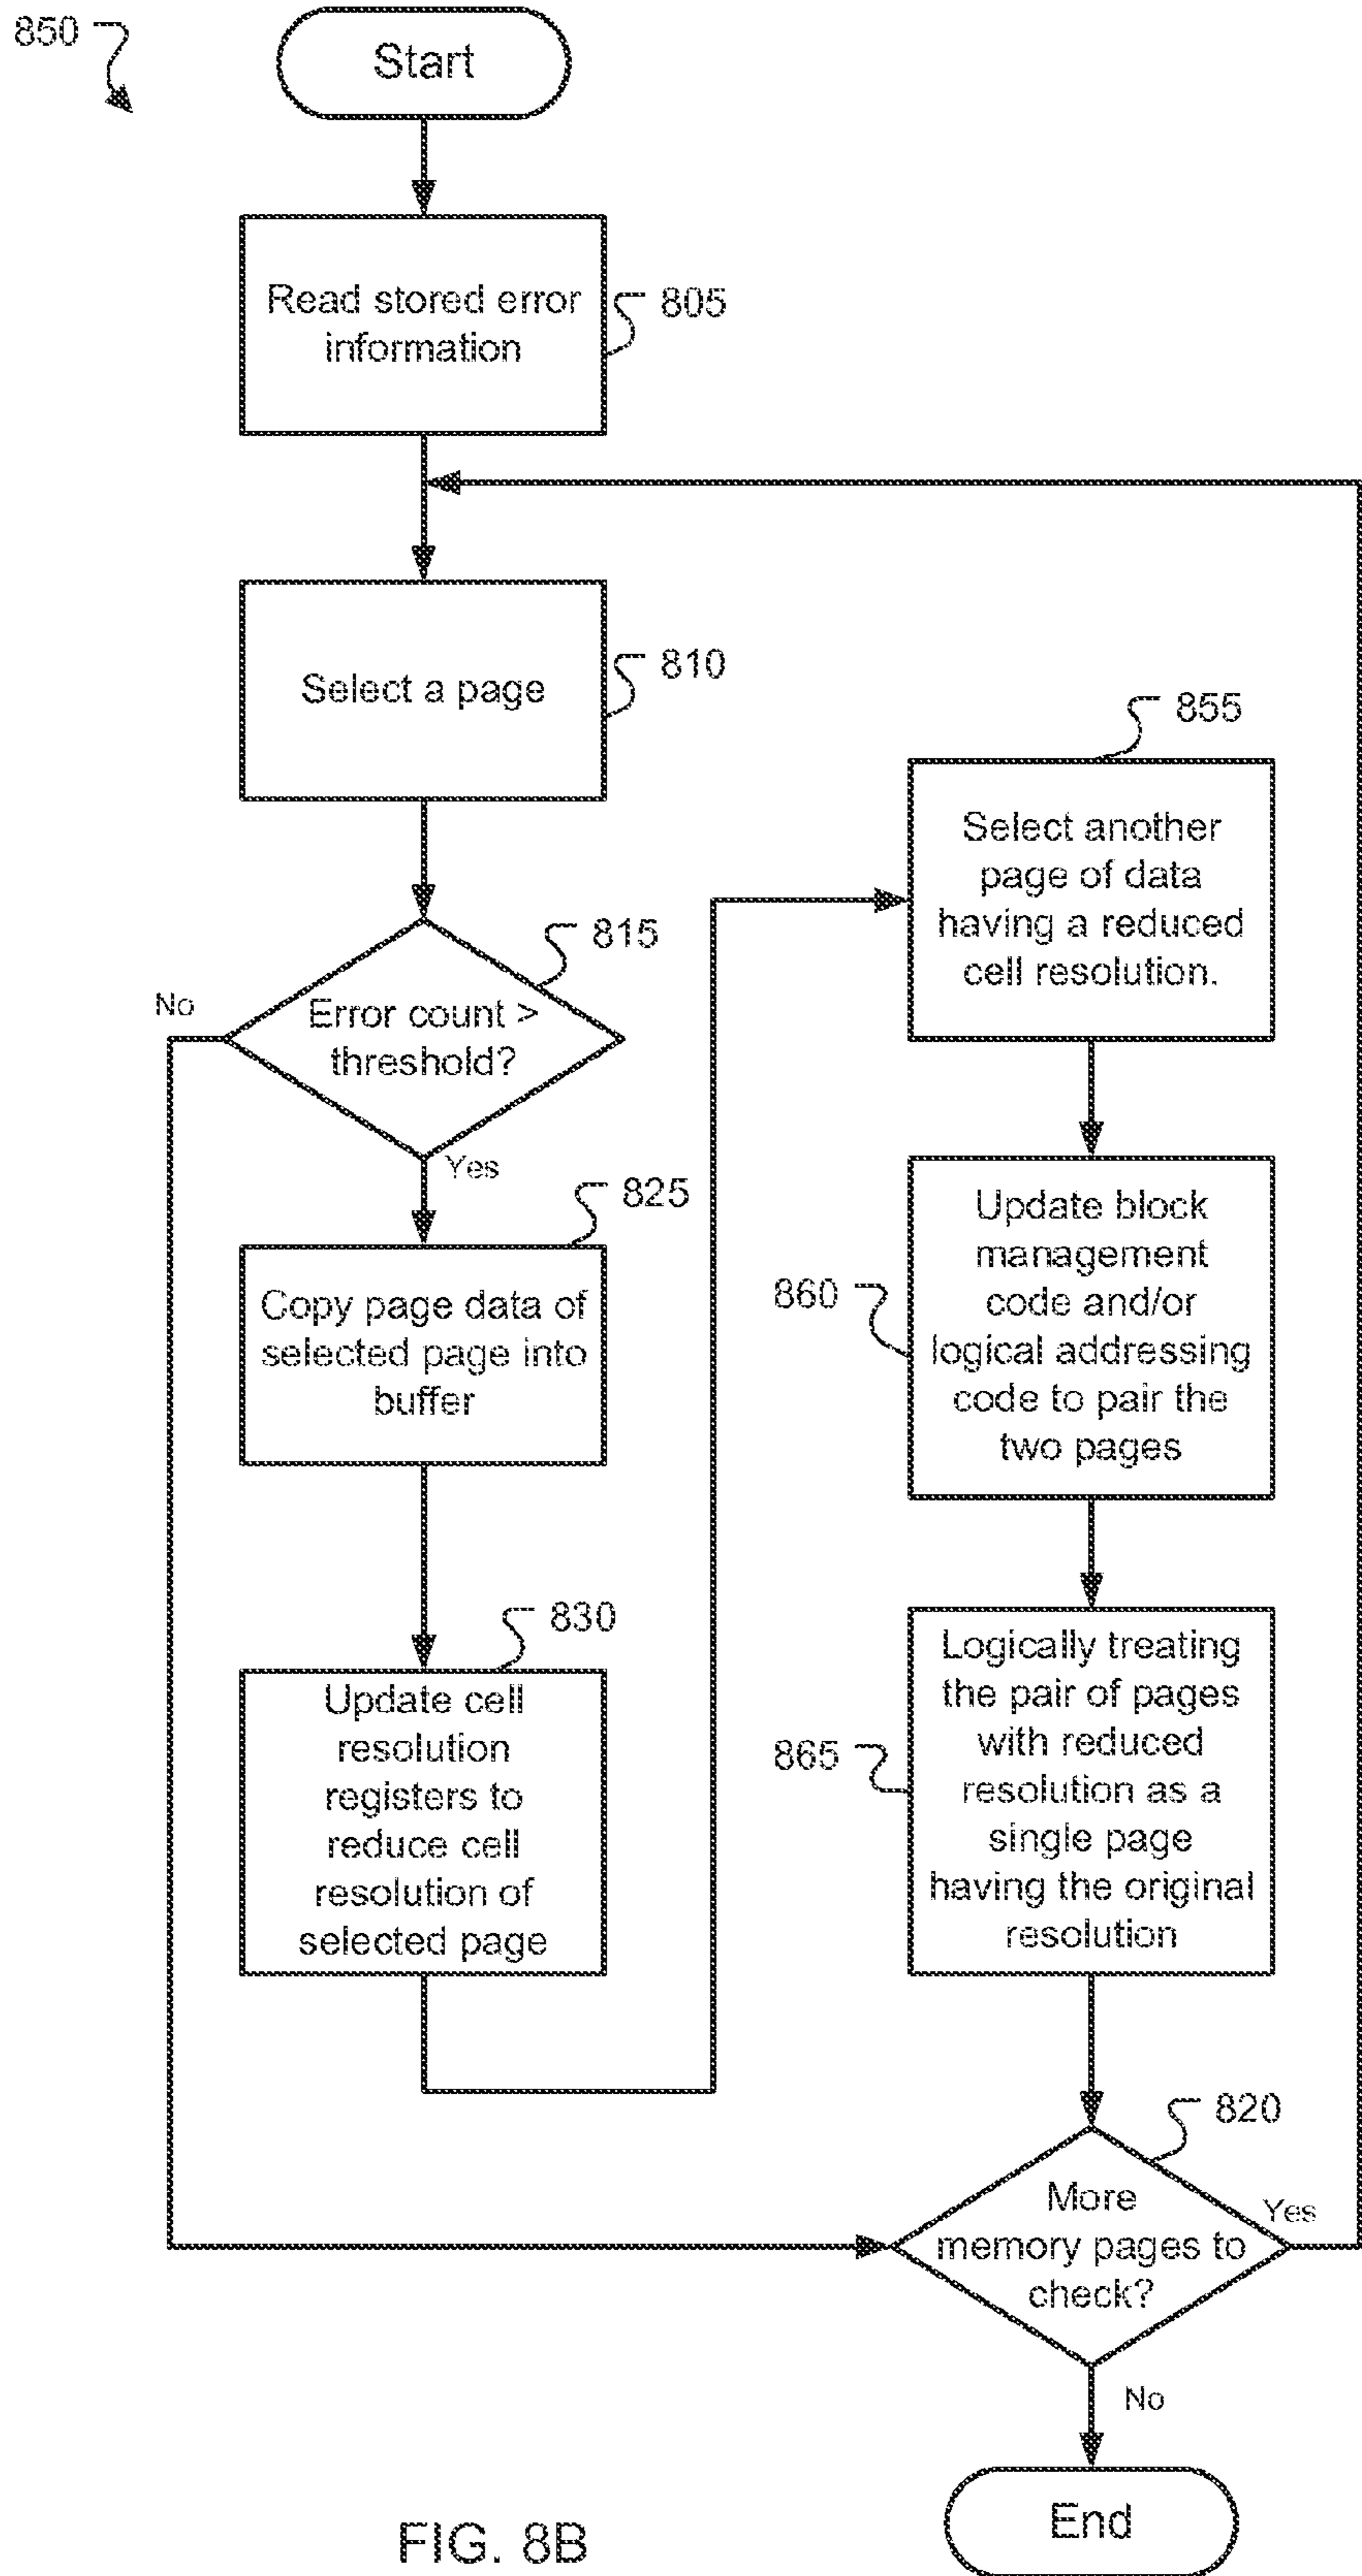 850
Start
Read stored error
information
805
Select a page
810
815
Error count >
threshold?
No
Yes
825
Copy page data of
selected page into
buffer
830
Update cell
resolution
registers to
reduce cell
resolution of
selected page
855
Select another
page of data
having a reduced
cell resolution.
860
Update block
management
code and/or
logical addressing
code to pair the
two pages
865
Logically treating
the pair of pages
with reduced
resolution as a
single page
having the original
resolution
820
More
memory pages to
check?
Yes
No
End
FIG. 8B